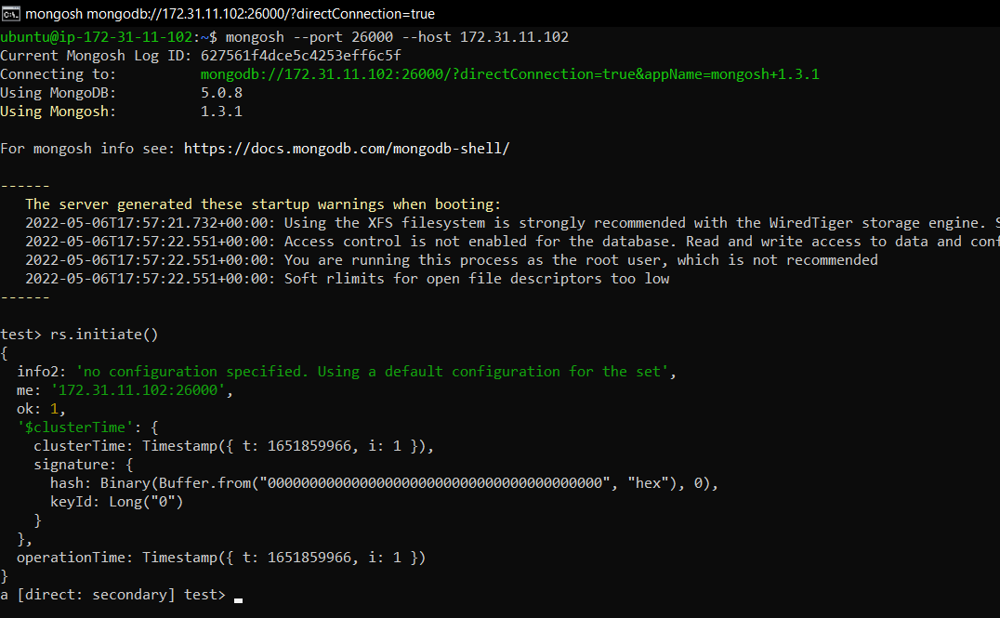 mongosh mongodb://172.31.11.102:26000/?directConnection=true
ubuntu@ip-172-31-11-102:~$ mongosh --port 26000 --host 172.31.11.102
Current Mongosh Log ID: 627561f4dce5c4253eff6c5f
Connecting to:          mongodb://172.31.11.102:26000/?directConnection=true&appName=mongosh+1.3.1
Using MongoDB:          5.0.8
Using Mongosh:          1.3.1
For mongosh info see: https://docs.mongodb.com/mongodb-shell/
------
   The server generated these startup warnings when booting:
   2022-05-06T17:57:21.732+00:00: Using the XFS filesystem is strongly recommended with the WiredTiger storage engine. S
   2022-05-06T17:57:22.551+00:00: Access control is not enabled for the database. Read and write access to data and conf
   2022-05-06T17:57:22.551+00:00: You are running this process as the root user, which is not recommended
   2022-05-06T17:57:22.551+00:00: Soft rlimits for open file descriptors too low
------
test> rs.initiate()
{
  info2: 'no configuration specified. Using a default configuration for the set',
  me: '172.31.11.102:26000',
  ok: 1,
  '$clusterTime': {
    clusterTime: Timestamp({ t: 1651859966, i: 1 }),
    signature: {
      hash: Binary(Buffer.from("0000000000000000000000000000000000000000", "hex"), 0),
      keyId: Long("0")
    }
  },
  operationTime: Timestamp({ t: 1651859966, i: 1 })
}
a [direct: secondary] test>